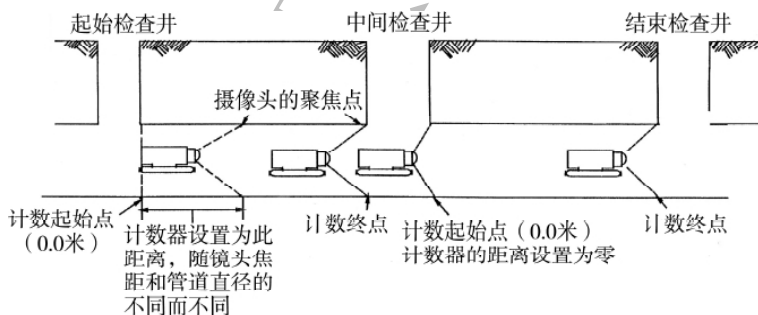 起始检查井
中间检查井
结束检查井
摄像头的聚焦点
计数起始点
（0.0米）
计数器设置为此
距离，随镜头焦
距和管道直径的
不同而不同
计数终点
计数起始点（0.0米）
计数器的距离设置为零
计数终点